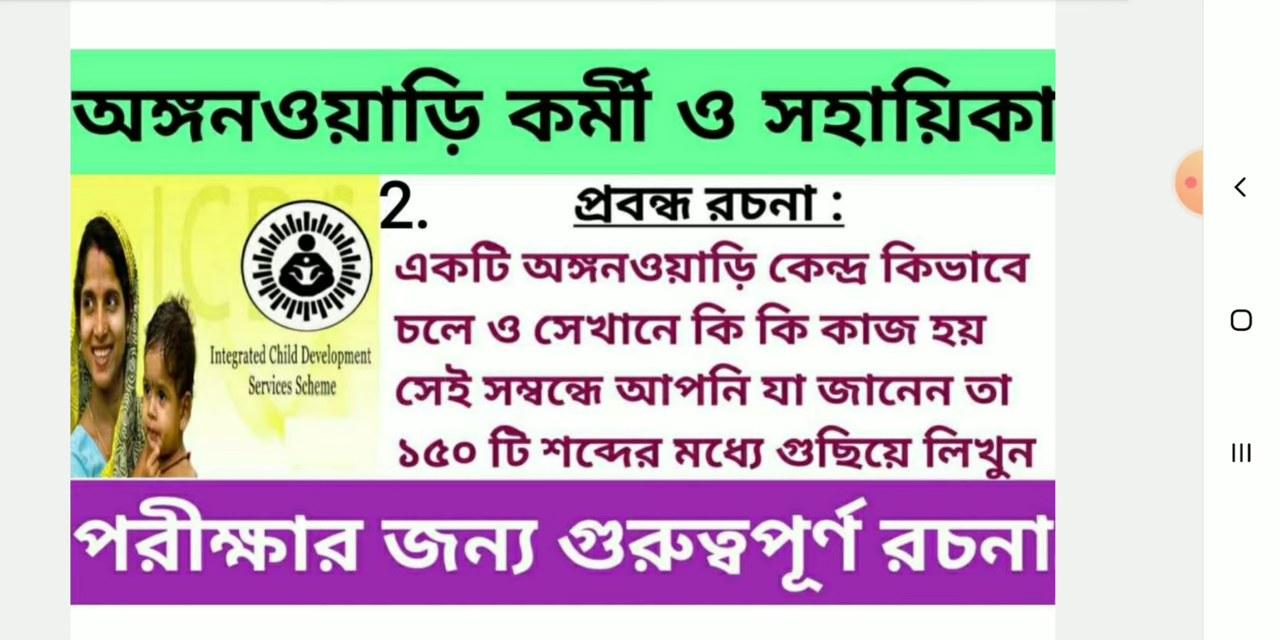 অঙ্গনওয়াড়ি কর্মী ও সহায়িকা
2. প্রবন্ধ রচনা :
একটি অঙ্গনওয়াড়ি কেন্দ্র কিভাবে
চলে ও সেখানে কি কি কাজ হয়
সেই সম্বন্ধে আপনি যা জানেন তা
১৫০ টি শব্দের মধ্যে গুছিয়ে লিখুন
ICDS
Integrated Child Development
Services Scheme
পরীক্ষার জন্য গুরুত্বপূর্ণ রচনা